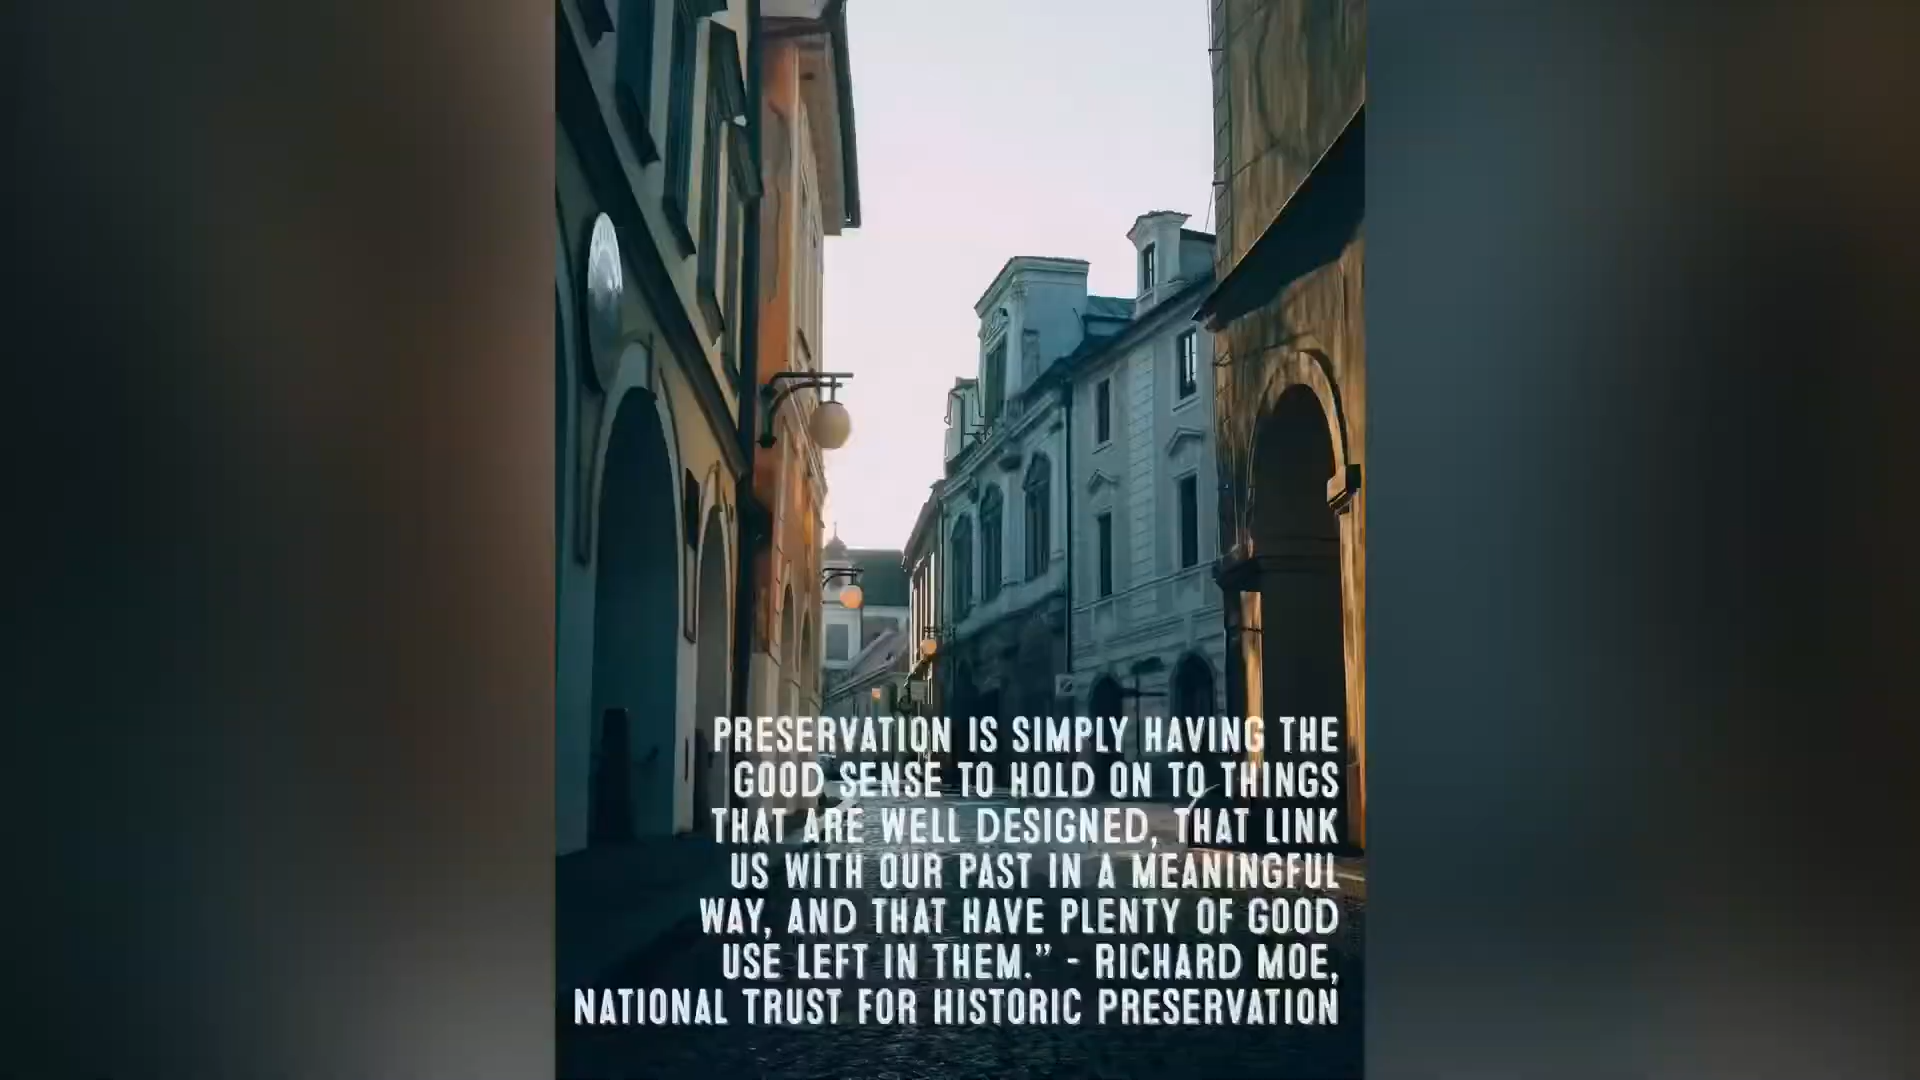 PRESERVATION IS SIMPLY HAVING THE
GOOD SENSE TO HOLD ON TO THINGS
THAT ARE WELL DESIGNED, THAT LINK
US WITH OUR PAST IN A MEANINGFUL
WAY, AND THAT HAVE PLENTY OF GOOD
USE LEFT IN THEM.” - RICHARD MOE,
NATIONAL TRUST FOR HISTORIC PRESERVATION